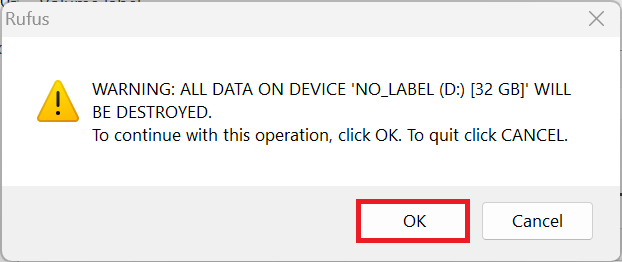 Rufus
WARNING: ALL DATA ON DEVICE 'NO_LABEL (D:) [32 GB]' WILL
BE DESTROYED.
To continue with this operation, click OK. To quit click CANCEL.
OK
Cancel